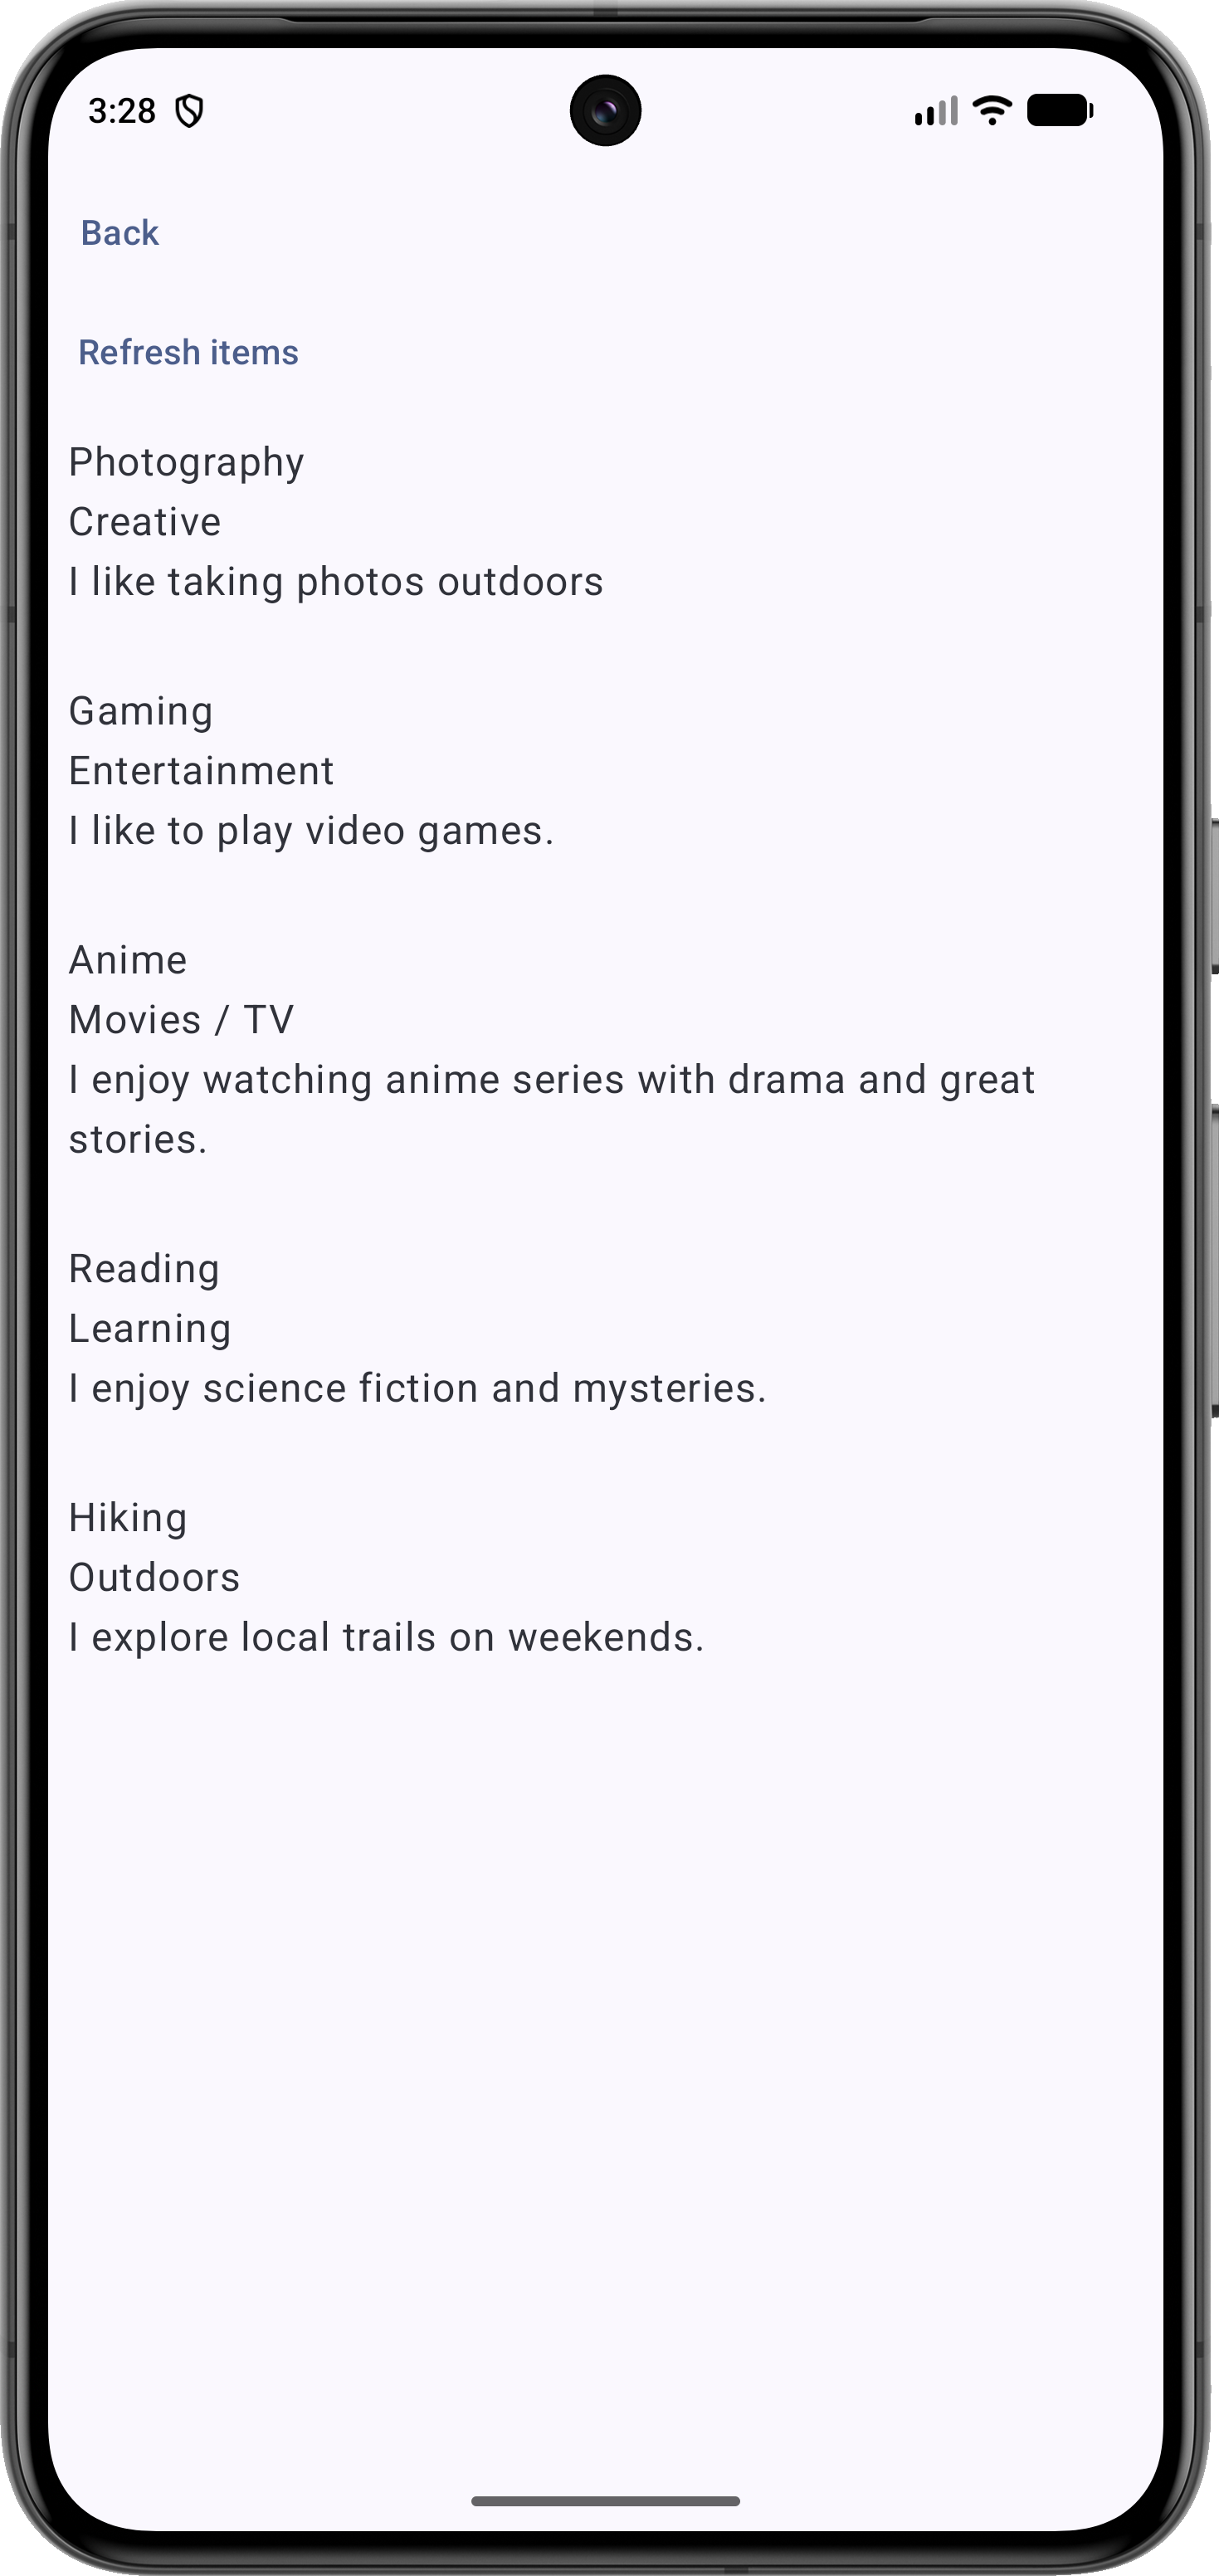 3:28
Back
Refresh items
Photography
Creative
I like taking photos outdoors
Gaming
Entertainment
I like to play video games.
Anime
Movies / TV
I enjoy watching anime series with drama and great
stories.
Reading
Learning
I enjoy science fiction and mysteries.
Hiking
Outdoors
I explore local trails on weekends.